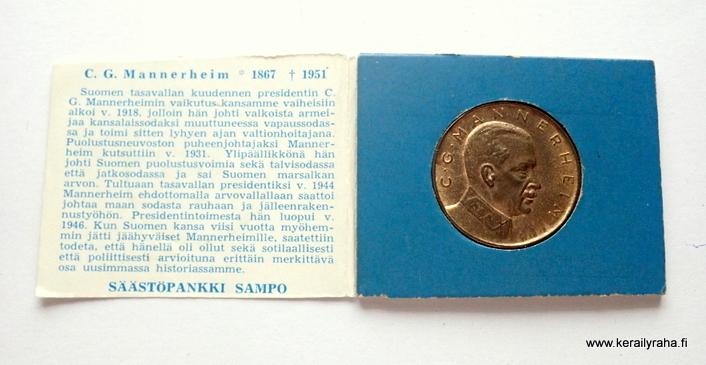 C. G. Mannerheim * 1867 † 1951
Suomen tasavallan kuudennen presidentin C.
G. Mannerheimin vaikutus kansamme vaiheisiin
alkoi v. 1918, jolloin hän johti valkoista armei-
jaa kansalaissodaksi muuttuneessa vapaussodas-
sa ja toimi sitten lyhyen ajan valtionhoitajana.
Puolustusneuvoston puheenjohtajaksi Manner-
heim kutsuttiin v. 1931. Ylipäällikkönä hän
johti Suomen puolustusvoimia sekä talvisodassa
että jatkosodassa ja sai Suomen marsalkan
arvon. Tultuaan tasavallan presidentiksi v. 1944
Mannerheim ehdottomalla arvovallallaan saattoi
johtaa maan sodasta rauhaan ja jälleenraken-
nustyöhön. Presidentintoimesta hän luopui v.
1946. Kun Suomen kansa viisi vuotta myöhem-
min jätti jäähyväiset Mannerheimille, saatettiin
todeta, että hänellä oli ollut sekä sotilaallisesti
että poliittisesti arvioituna erittäin merkittävä
osa uusimmassa historiassamme.
SÄÄSTÖPANKKI SAMPO
C·G·MANNERHEIM
www.kerailyraha.fi